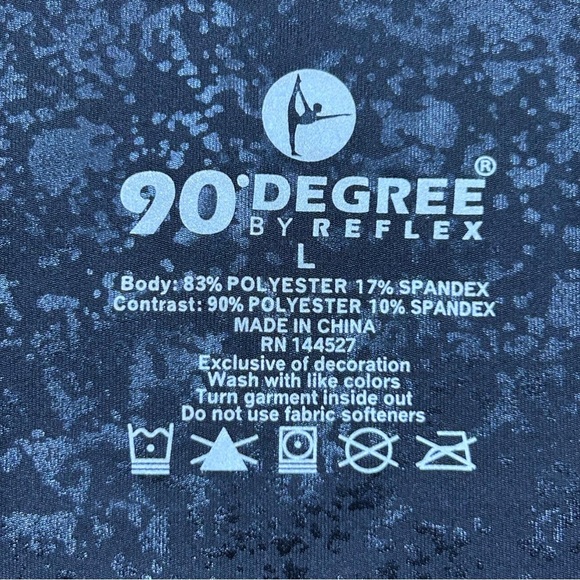 90°DEGREE®
BY REFLEX
L
Body: 83% POLYESTER 17% SPANDEX
Contrast: 90% POLYESTER 10% SPANDEX
MADE IN CHINA
RN 144527
Exclusive of decoration
Wash with like colors
Turn garment inside out
Do not use fabric softeners